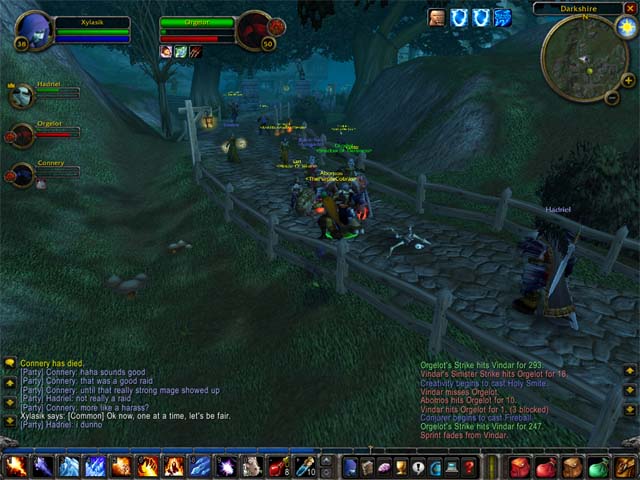 Xylasik
38
Orgelot
50
Darkshire
N
Hadriel
Orgelot
Connery
Abomos
Hadriel
Connery has died.
[Party] Connery: haha sounds good
[Party] Connery: that was a good raid
[Party] Connery: until that really strong mage showed up
[Party] Hadriel: not really a raid
[Party] Connery: more like a harass?
Xylasik says: [Common] Ok now, one at a time, let's be fair.
[Party] Hadriel: i dunno
Orgelot's Strike hits Vindar for 293.
Vindar's Sinister Strike hits Orgelot for 18.
Creativity begins to cast Holy Smite.
Vindar misses Orgelot.
Abomos hits Orgelot for 10.
Vindar hits Orgelot for 1. (3 blocked)
Conjorer begins to cast Fireball.
Orgelot's Strike hits Vindar for 247.
Sprint fades from Vindar.